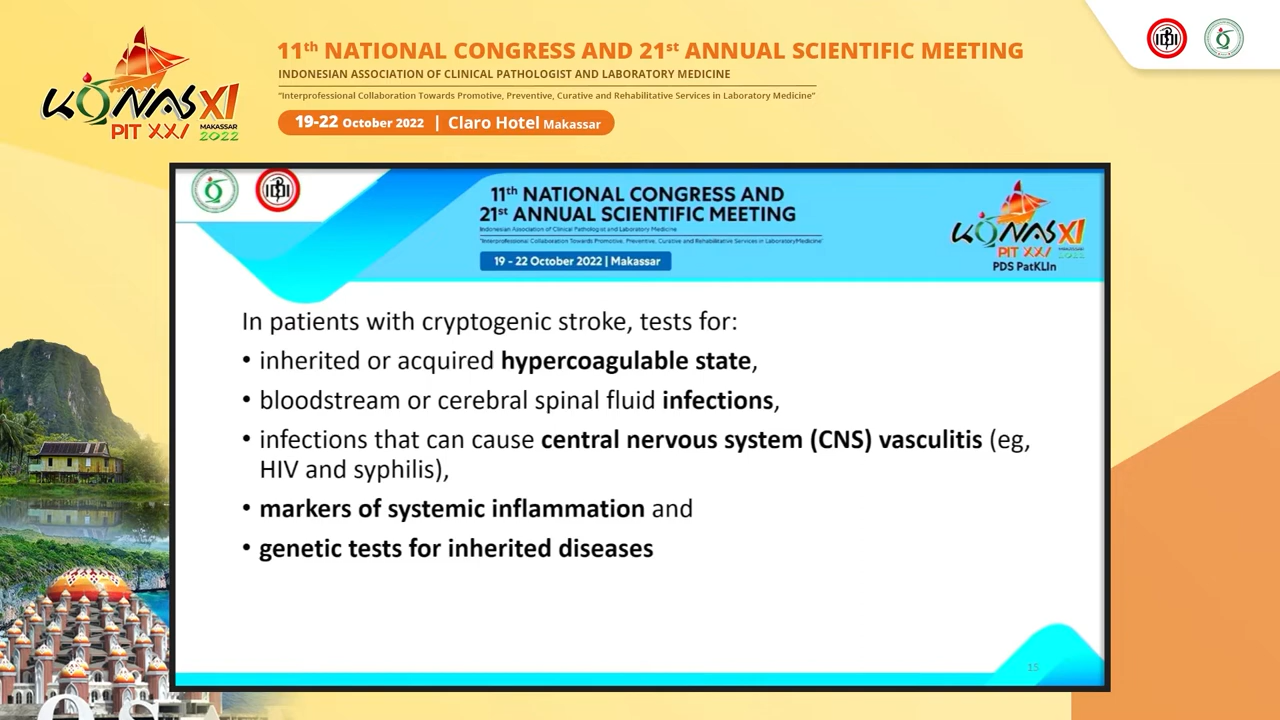 KONAS XI
PIT XXI
MAKASSAR
2022
11th NATIONAL CONGRESS AND 21st ANNUAL SCIENTIFIC MEETING
INDONESIAN ASSOCIATION OF CLINICAL PATHOLOGIST AND LABORATORY MEDICINE
"Interprofessional Collaboration Towards Promotive, Preventive, Curative and Rehabilitative Services in Laboratory Medicine"
19-22 October 2022 | Claro Hotel Makassar
IDI
IDI
11th NATIONAL CONGRESS AND
21st ANNUAL SCIENTIFIC MEETING
Indonesian Association of Clinical Pathologist and Laboratory Medicine
"Interprofessional Collaboration Towards Promotive, Preventive, Curative and Rehabilitative Services in LaboratoryMedicine"
19 - 22 October 2022 | Makassar
KONAS XI
PIT XXI
2022
PDS PatKLIn
In patients with cryptogenic stroke, tests for:
• inherited or acquired hypercoagulable state,
• bloodstream or cerebral spinal fluid infections,
• infections that can cause central nervous system (CNS) vasculitis (eg,
HIV and syphilis),
• markers of systemic inflammation and
• genetic tests for inherited diseases
15